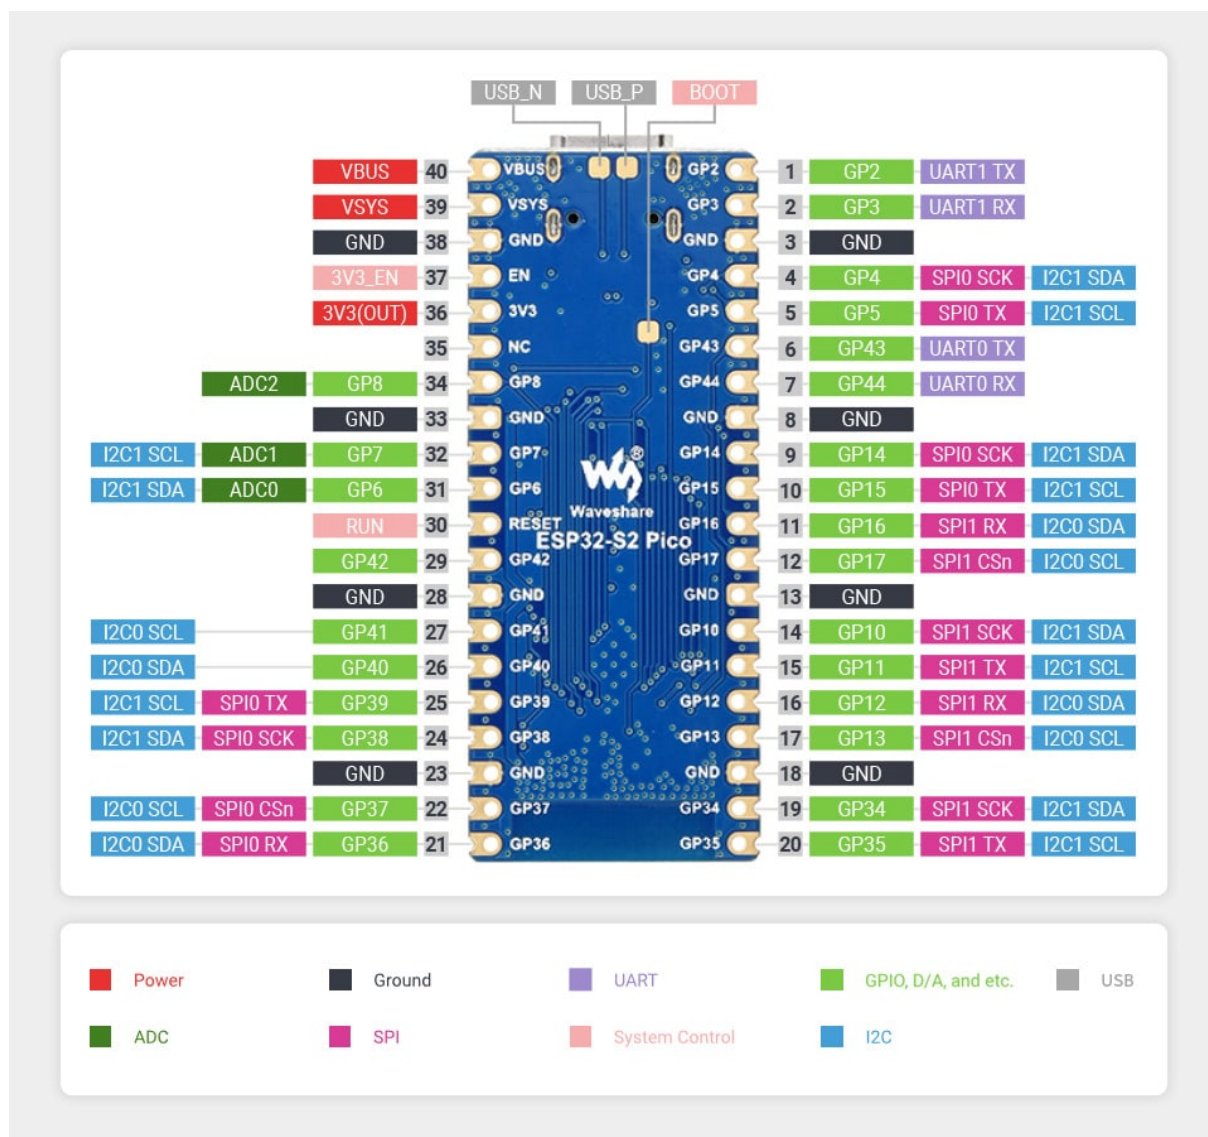 USB_N USB_P BOOT
VBUS 40 VBUS GP2 1 GP2 UART1 TX
VSYS 39 VSYS GP3 2 GP3 UART1 RX
GND 38 GND GND 3 GND
3V3_EN 37 EN GP4 4 GP4 SPI0 SCK I2C1 SDA
3V3(OUT) 36 3V3 GP5 5 GP5 SPI0 TX I2C1 SCL
35 NC GP43 6 GP43 UART0 TX
ADC2 GP8 34 GP8 GP44 7 GP44 UART0 RX
GND 33 GND GND 8 GND
I2C1 SCL ADC1 GP7 32 GP7 GP14 9 GP14 SPI0 SCK I2C1 SDA
I2C1 SDA ADC0 GP6 31 GP6 GP15 10 GP15 SPI0 TX I2C1 SCL
Waveshare ®
RUN 30 RESET GP16 11 GP16 SPI1 RX I2C0 SDA
ESP32-S2 Pico
GP42 29 GP42 GP17 12 GP17 SPI1 CSn I2C0 SCL
GND 28 GND GND 13 GND
I2C0 SCL GP41 27 GP41 GP10 14 GP10 SPI1 SCK I2C1 SDA
I2C0 SDA GP40 26 GP40 GP11 15 GP11 SPI1 TX I2C1 SCL
I2C1 SCL SPI0 TX GP39 25 GP39 GP12 16 GP12 SPI1 RX I2C0 SDA
I2C1 SDA SPI0 SCK GP38 24 GP38 GP13 17 GP13 SPI1 CSn I2C0 SCL
GND 23 GND GND 18 GND
I2C0 SCL SPI0 CSn GP37 22 GP37 GP34 19 GP34 SPI1 SCK I2C1 SDA
I2C0 SDA SPI0 RX GP36 21 GP36 GP35 20 GP35 SPI1 TX I2C1 SCL
Power Ground UART GPIO, D/A, and etc. USB
ADC SPI System Control I2C